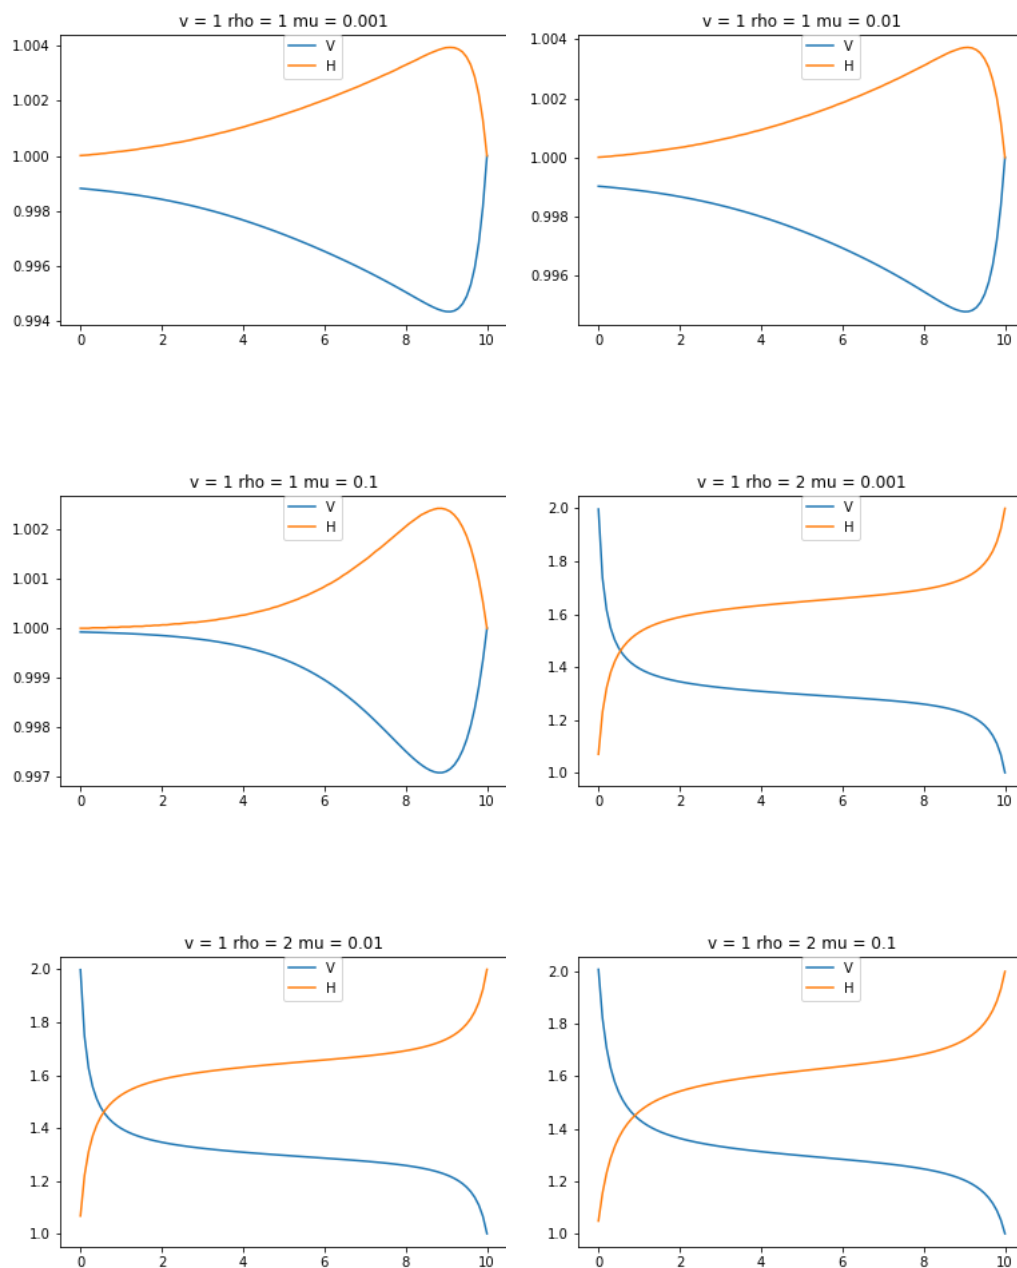 v = 1 rho = 1 mu = 0.001
V
H
1.004
1.002
1.000
0.998
0.996
0.994
0 2 4 6 8 10
v = 1 rho = 1 mu = 0.01
V
H
1.004
1.002
1.000
0.998
0.996
0 2 4 6 8 10
v = 1 rho = 1 mu = 0.1
V
H
1.002
1.001
1.000
0.999
0.998
0.997
0 2 4 6 8 10
v = 1 rho = 2 mu = 0.001
V
H
2.0
1.8
1.6
1.4
1.2
1.0
0 2 4 6 8 10
v = 1 rho = 2 mu = 0.01
V
H
2.0
1.8
1.6
1.4
1.2
1.0
0 2 4 6 8 10
v = 1 rho = 2 mu = 0.1
V
H
2.0
1.8
1.6
1.4
1.2
1.0
0 2 4 6 8 10